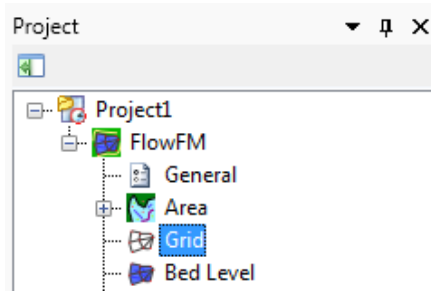 Project
Project1
FlowFM
General
Area
Grid
Bed Level